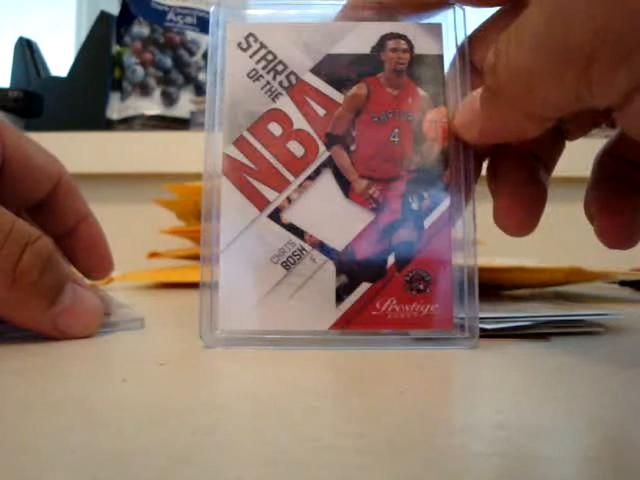 Açaí
STARS
OF THE
NBA
RAPTORS
4
CHRIS
BOSH
F
Prestige